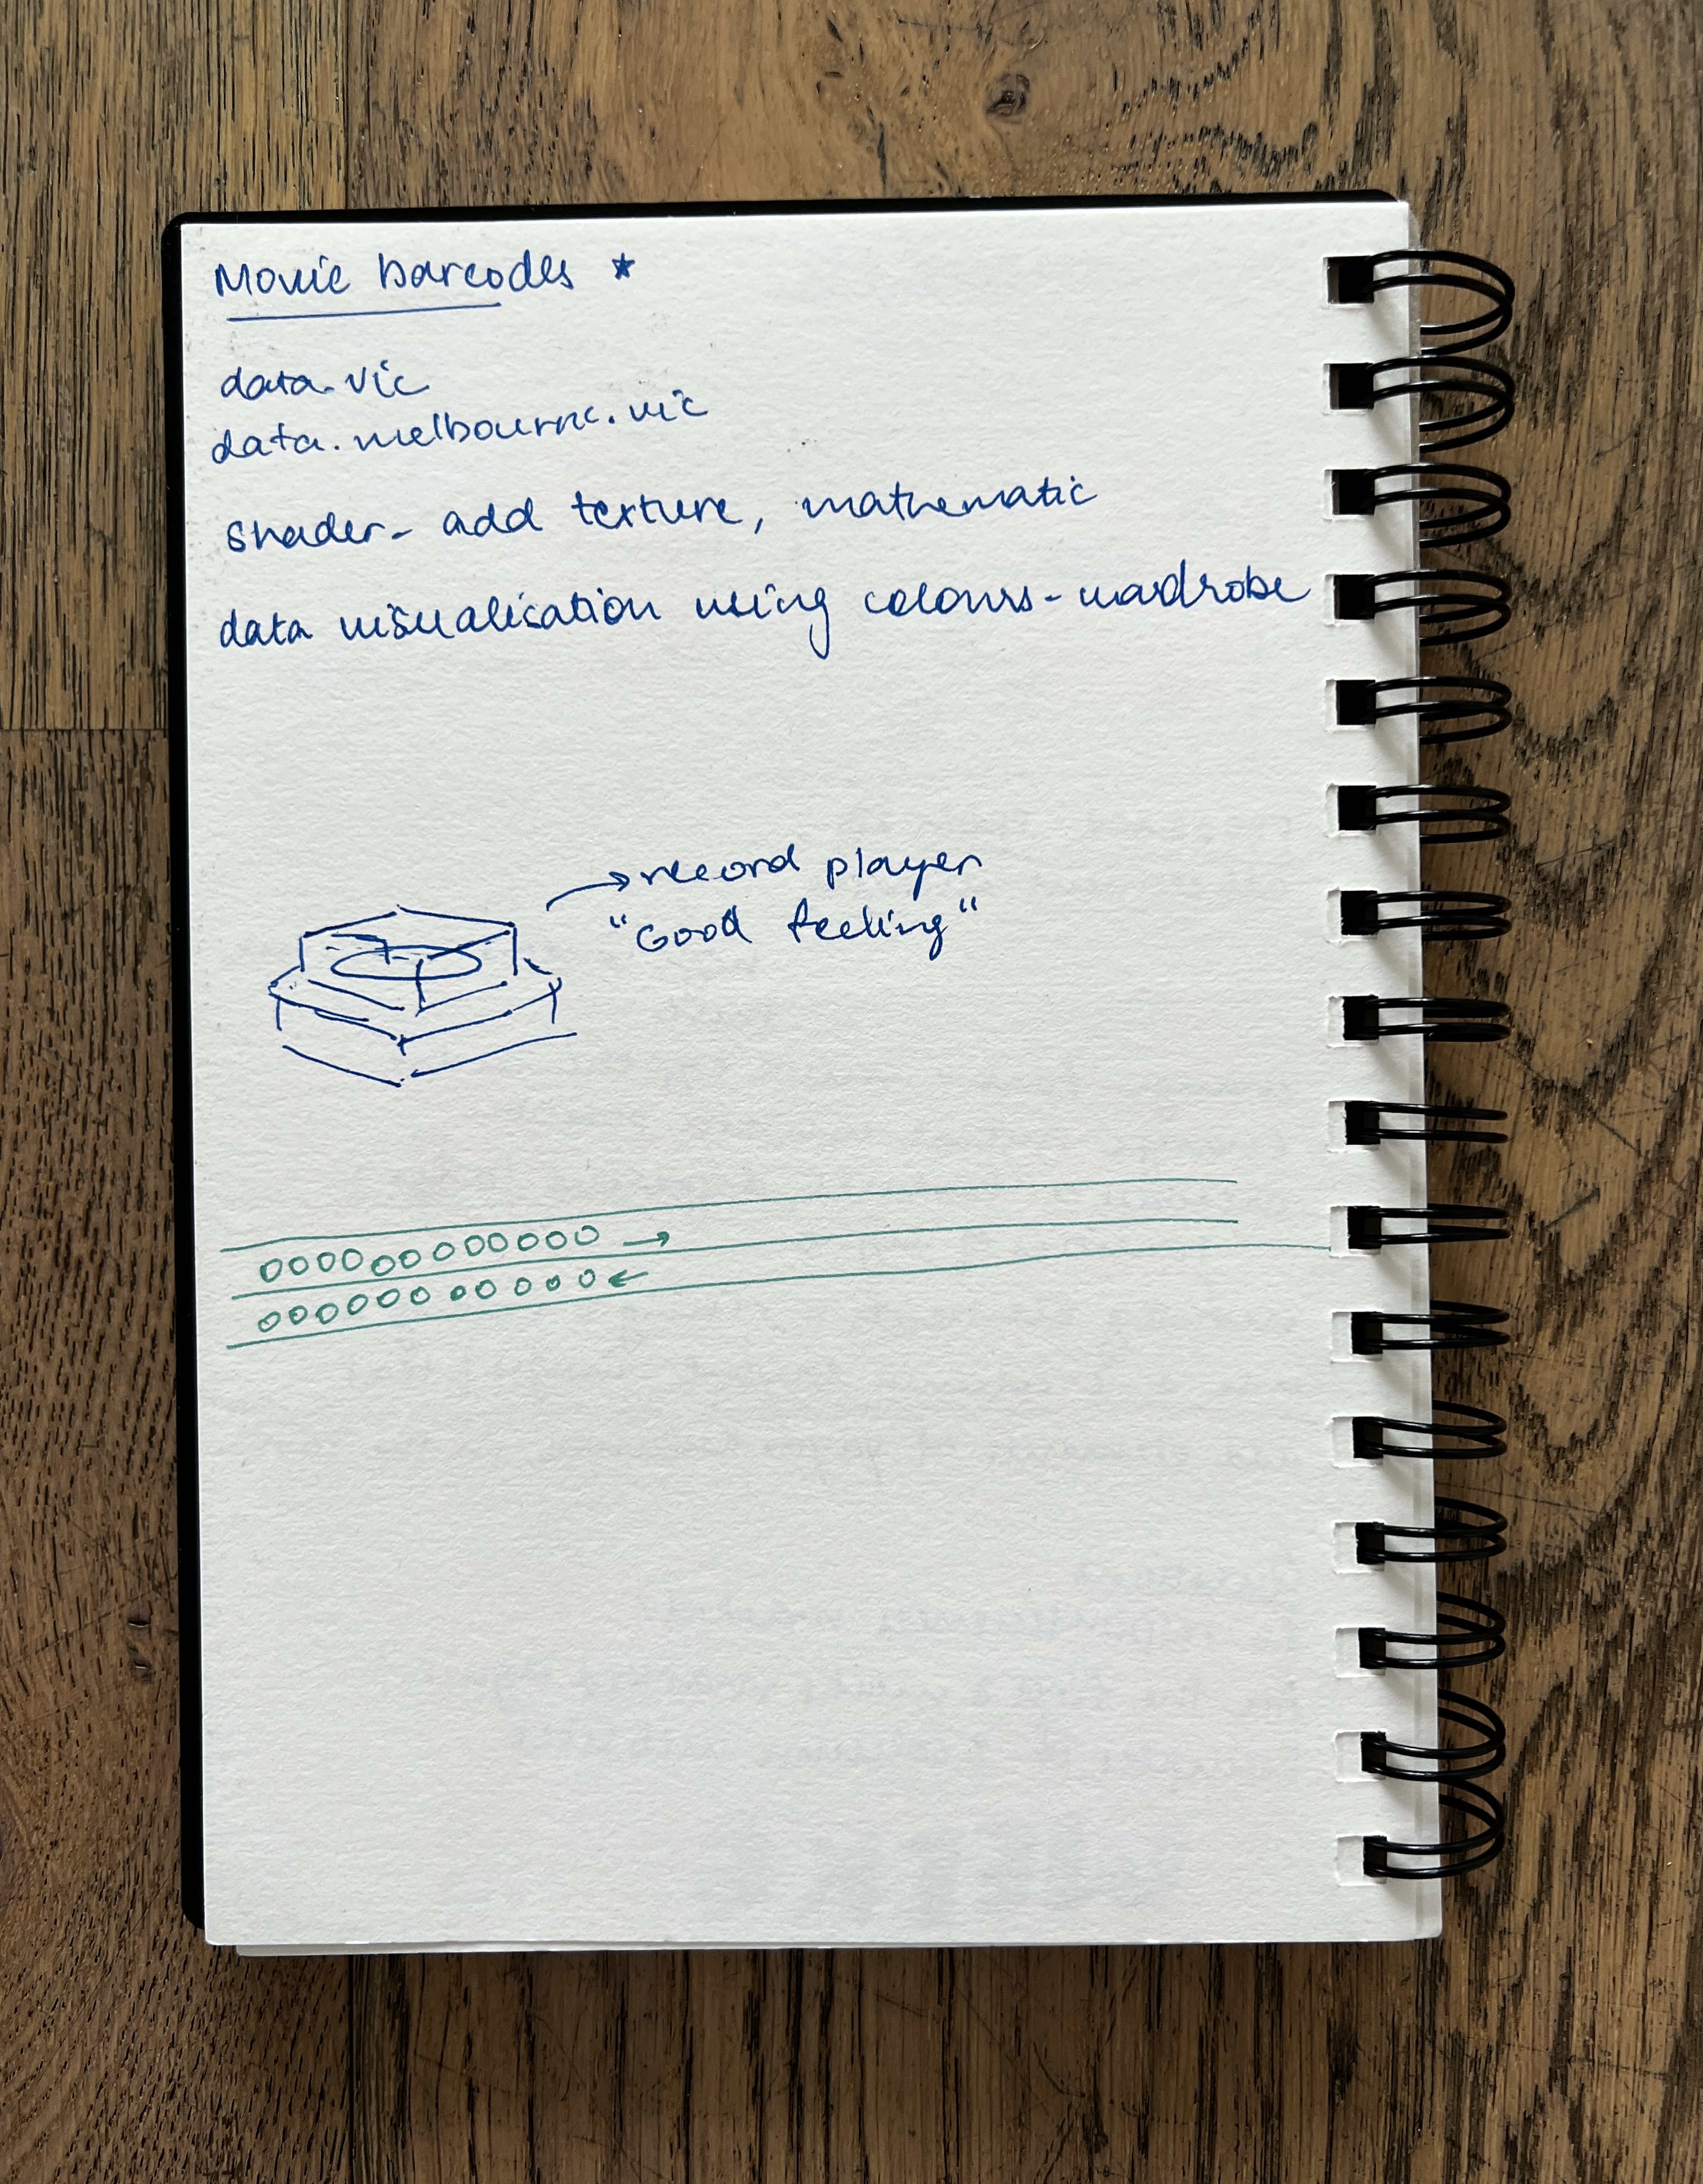 Movie barcodes ★
data.vic
data.melbourne.vic
shader- add texture, mathematic
data visualisation using colours-wardrobe
→record player
"Good feeling"
→
←